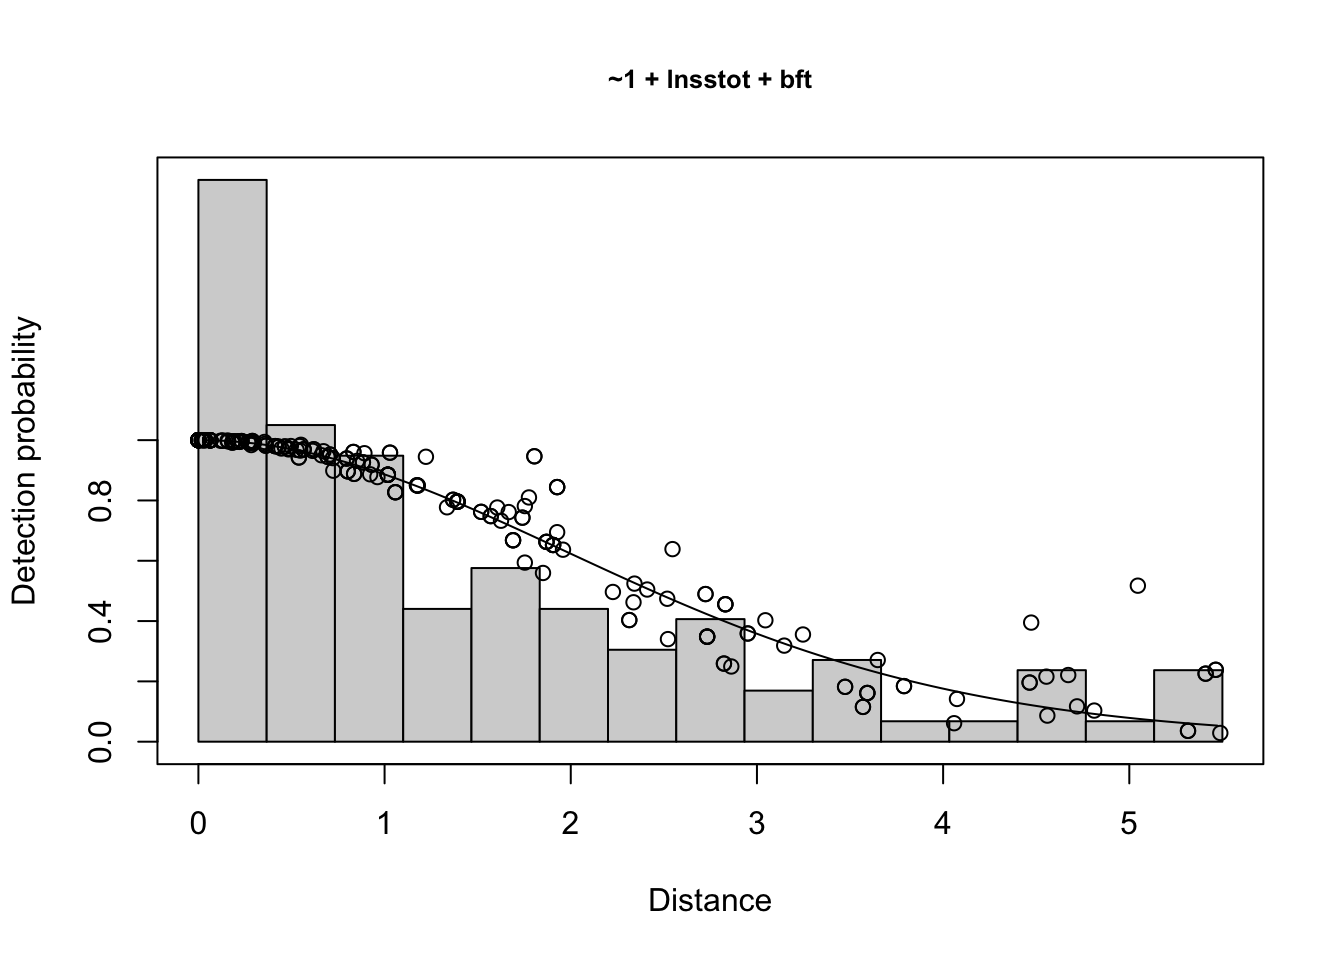 ~1 + lnsstot + bft
Detection probability
0.8
0.4
0.0
0 1 2 3 4 5
Distance